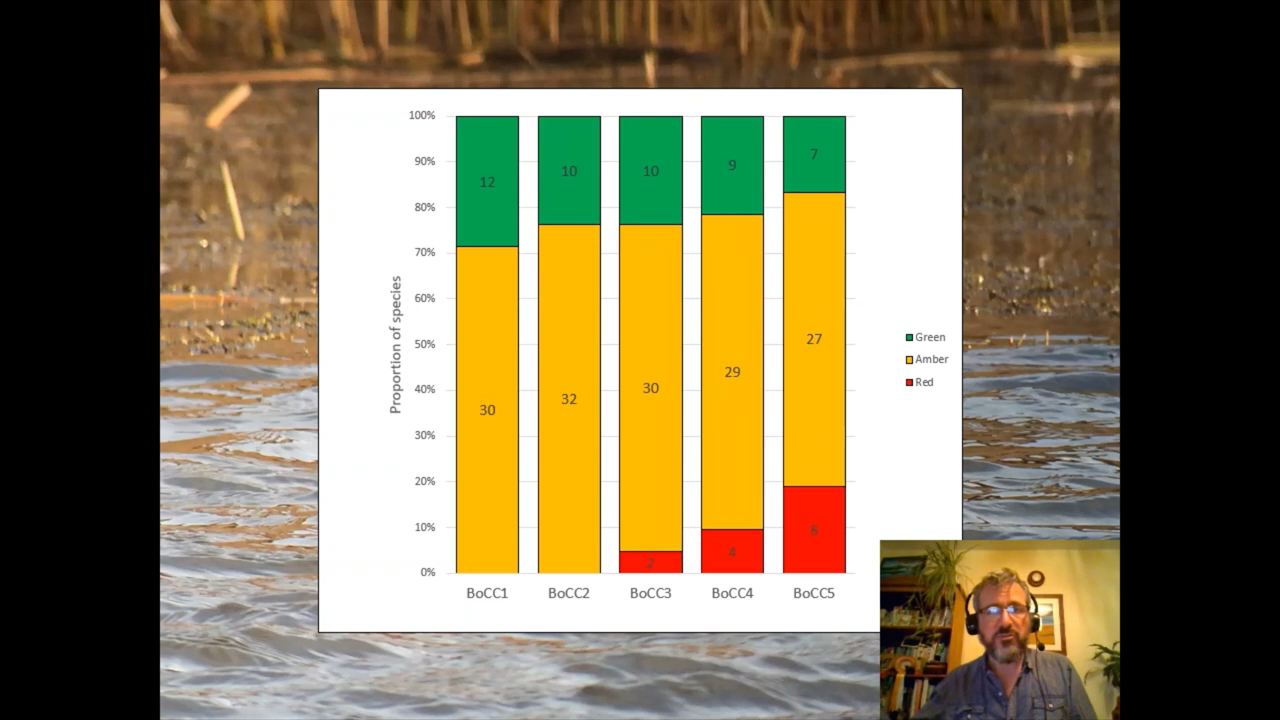 100%
90%
80%
70%
60%
50%
40%
30%
20%
10%
0%
Proportion of species
12
10
10
9
7
30
32
30
29
27
2
4
8
BoCC1
BoCC2
BoCC3
BoCC4
BoCC5
Green
Amber
Red